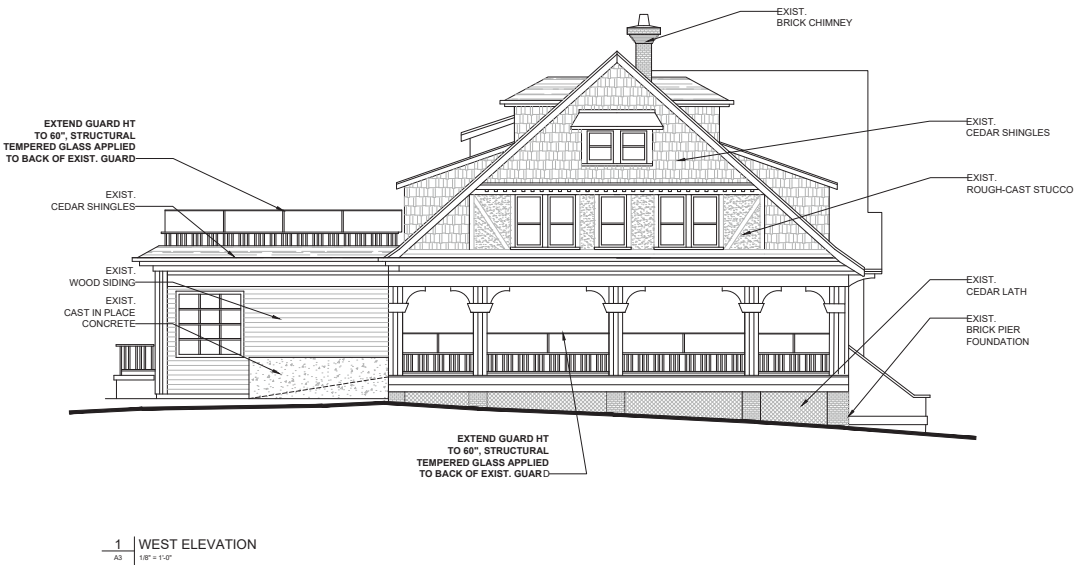 EXIST.
BRICK CHIMNEY
EXTEND GUARD HT
TO 60", STRUCTURAL
TEMPERED GLASS APPLIED
TO BACK OF EXIST. GUARD
EXIST.
CEDAR SHINGLES
EXIST.
CEDAR SHINGLES
EXIST.
ROUGH-CAST STUCCO
EXIST.
WOOD SIDING
EXIST.
CAST IN PLACE
CONCRETE
EXIST.
CEDAR LATH
EXIST.
BRICK PIER
FOUNDATION
EXTEND GUARD HT
TO 60", STRUCTURAL
TEMPERED GLASS APPLIED
TO BACK OF EXIST. GUARD
1 WEST ELEVATION
A3 1/8" = 1'-0"